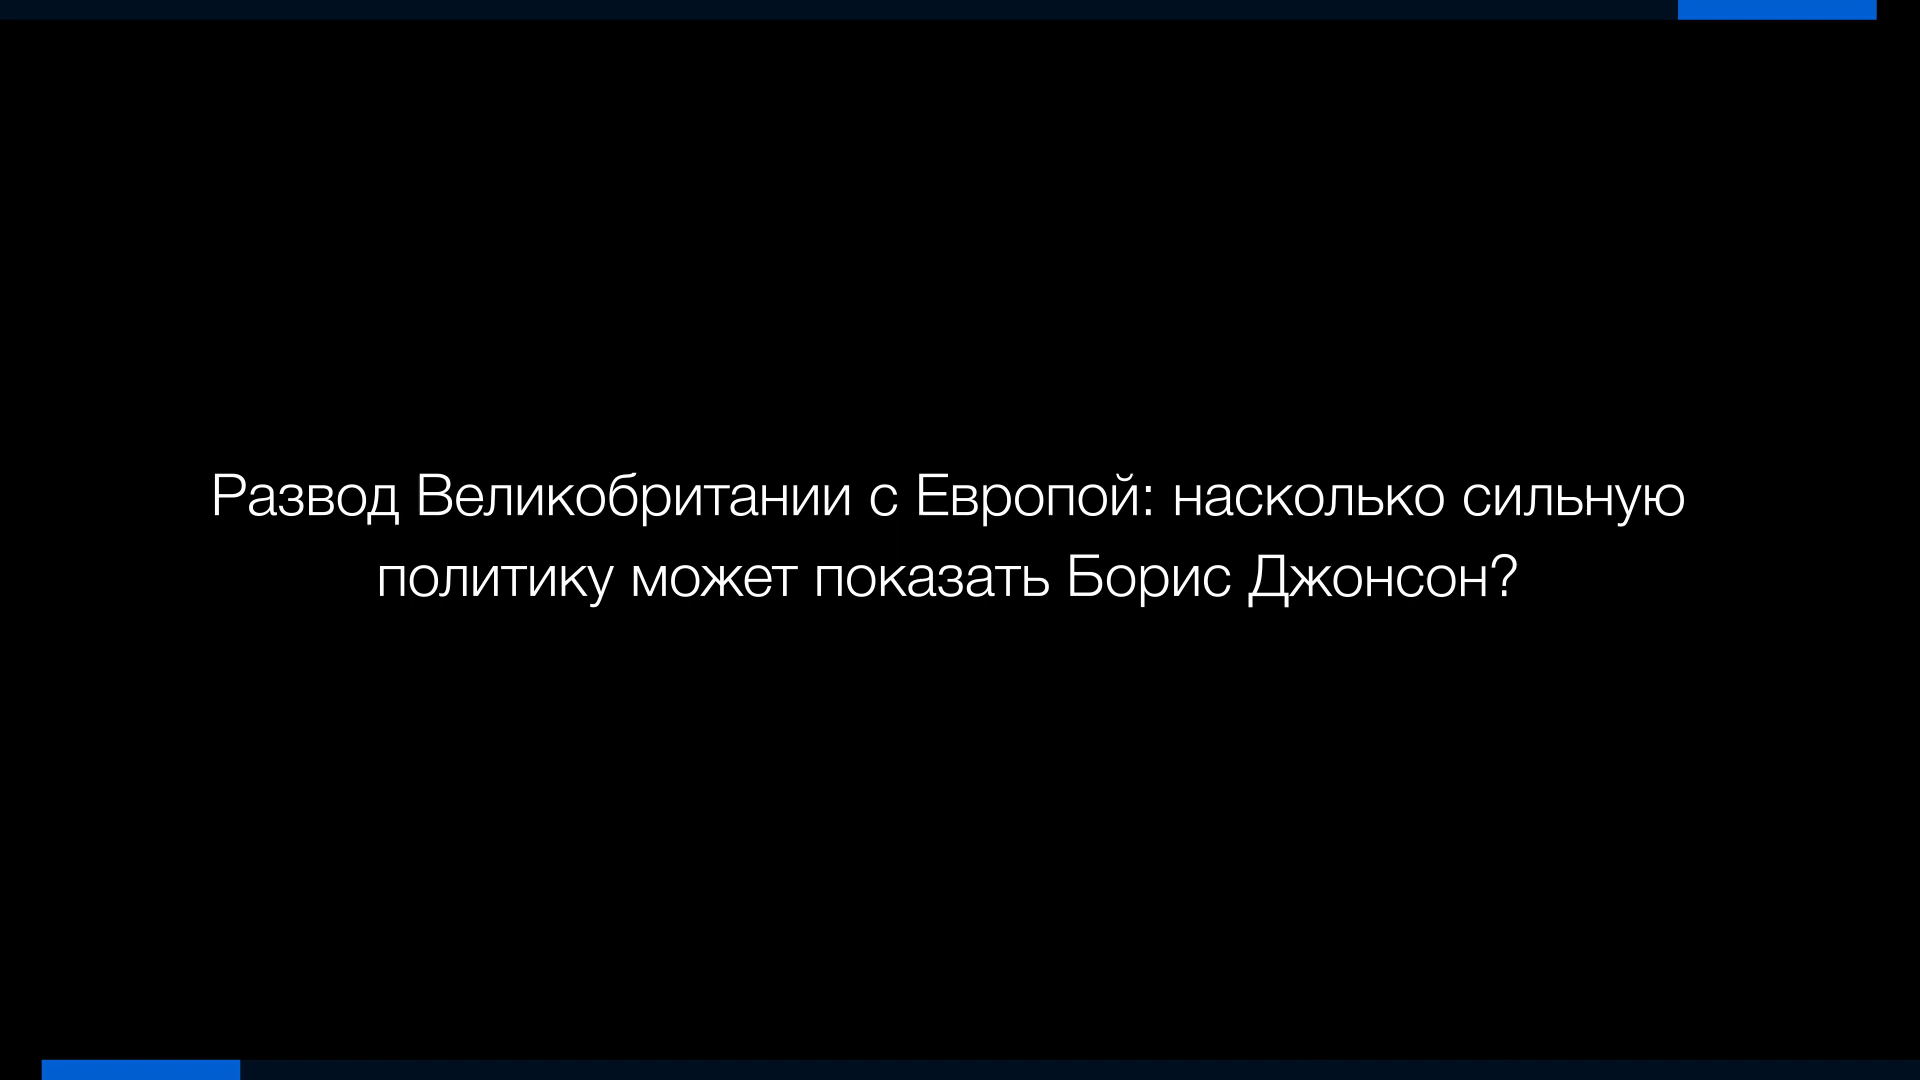 Развод Великобритании с Европой: насколько сильную
политику может показать Борис Джонсон?